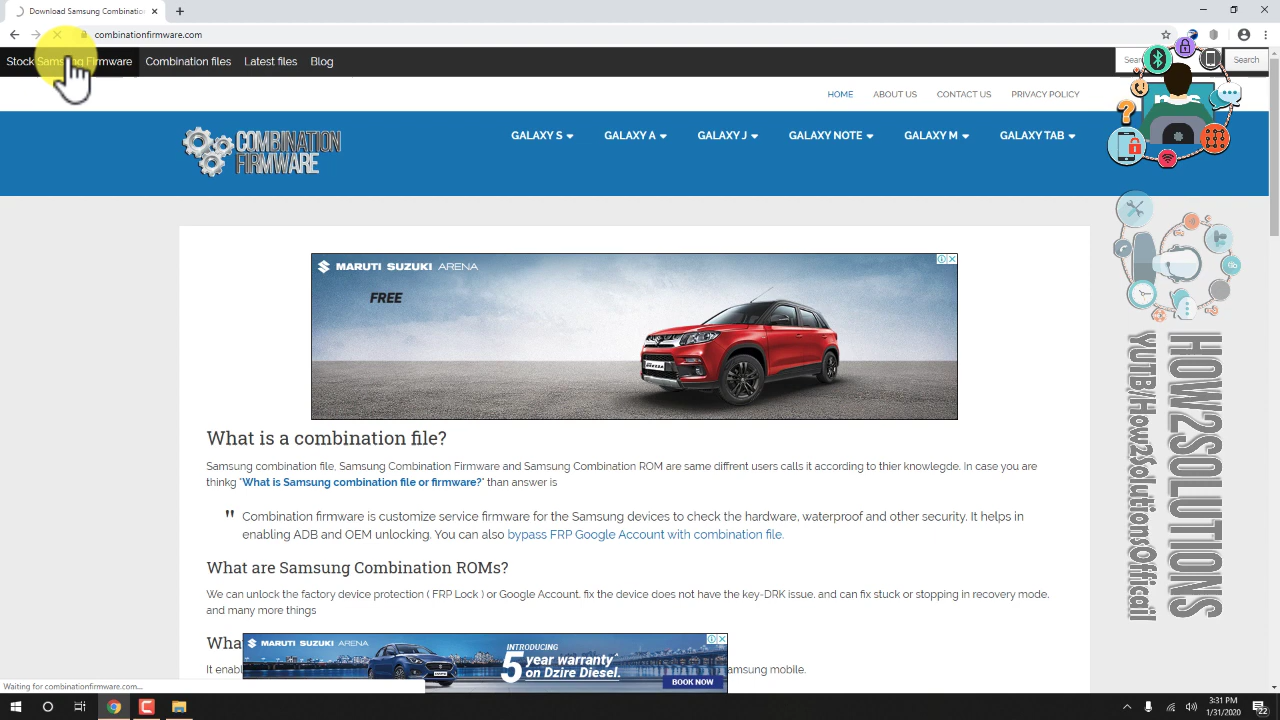 Download Samsung Combination
combinationfirmware.com
Stock Samsung Firmware Combination files Latest files Blog
Search
HOME ABOUT US CONTACT US PRIVACY POLICY
COMBINATION
FIRMWARE
GALAXY S GALAXY A GALAXY J GALAXY NOTE GALAXY M GALAXY TAB
MARUTI SUZUKI ARENA
FREE
What is a combination file?
Samsung combination file, Samsung Combination Firmware and Samsung Combination ROM are same diffrent users calls it according to thier knowlegde. In case you are
thinkg "What is Samsung combination file or firmware?" than answer is
" Combination firmware is customize service firmware for the Samsung devices to check the hardware, waterproof and other security. It helps in
enabling ADB and OEM unlocking. You can also bypass FRP Google Account with combination file.
What are Samsung Combination ROMs?
We can unlock the factory device protection ( FRP Lock) or Google Account, fix the device does not have the key-DRK issue, and can fix stuck or stopping in recovery mode,
and many more things
MARUTI SUZUKI ARENA
INTRODUCING
5 year warranty^
on Dzire Diesel.
BOOK NOW
Waiting for combinationfirmware.com...
HOW2SOLUTIONS
YUTB/How2SolutionsOfficail
3:31 PM
1/31/2020
22